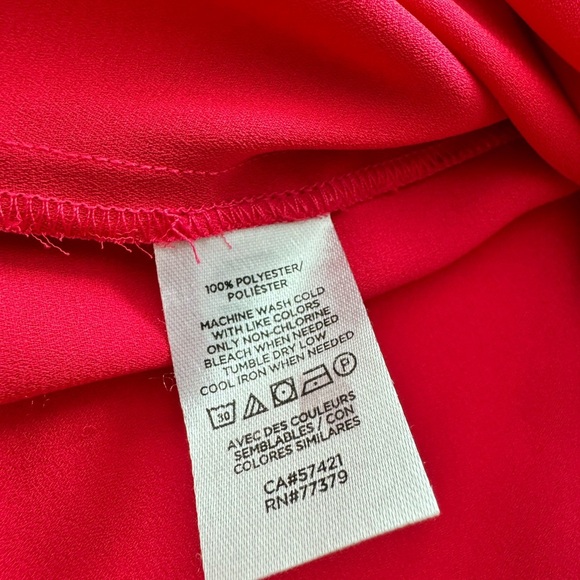 100% POLYESTER/
POLIÉSTER
MACHINE WASH COLD
WITH LIKE COLORS
ONLY NON-CHLORINE
BLEACH WHEN NEEDED
TUMBLE DRY LOW
COOL IRON WHEN NEEDED
30 P
AVEC DES COULEURS
SEMBLABLES / CON
COLORES SIMILARES
CA#57421
RN#77379